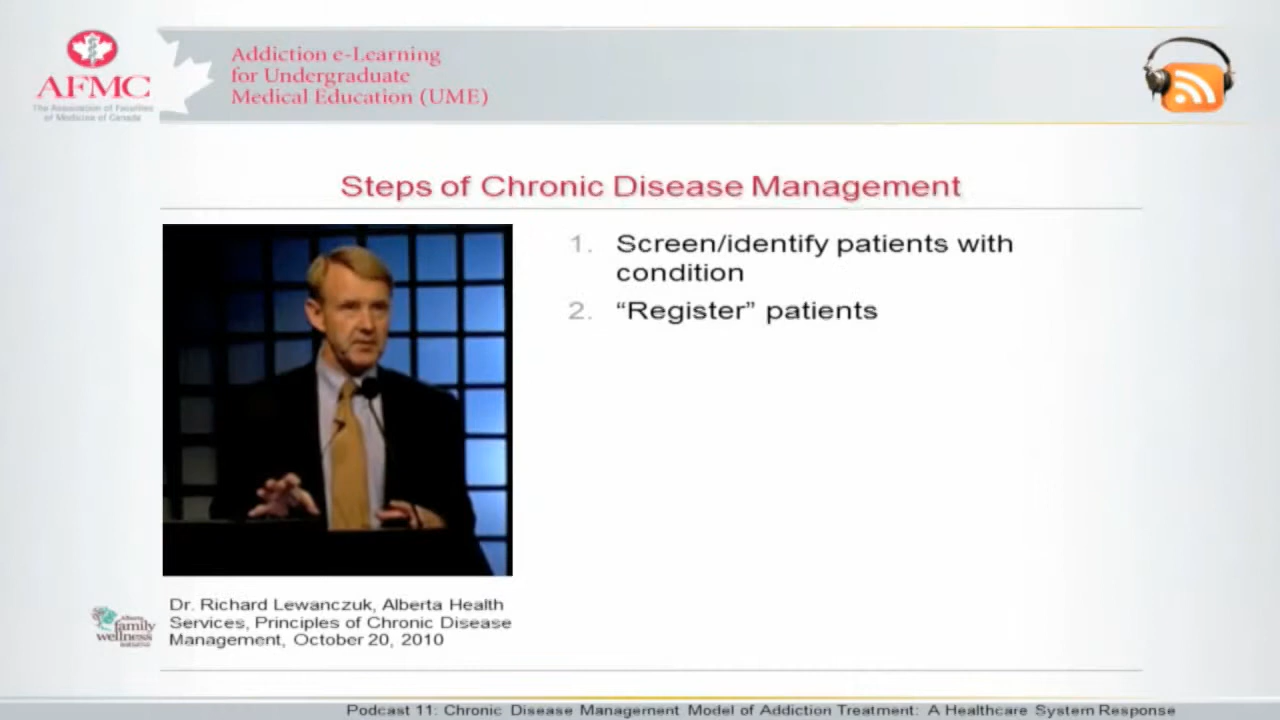 AFMC
The Association of Faculties
of Medicine of Canada
Addiction e-Learning
for Undergraduate
Medical Education (UME)
Steps of Chronic Disease Management
1. Screen/identify patients with
condition
2. “Register” patients
Dr. Richard Lewanczuk, Alberta Health
Services, Principles of Chronic Disease
Management, October 20, 2010
Alberta
family
wellness
initiative
Podcast 11: Chronic Disease Management Model of Addiction Treatment: A Healthcare System Response